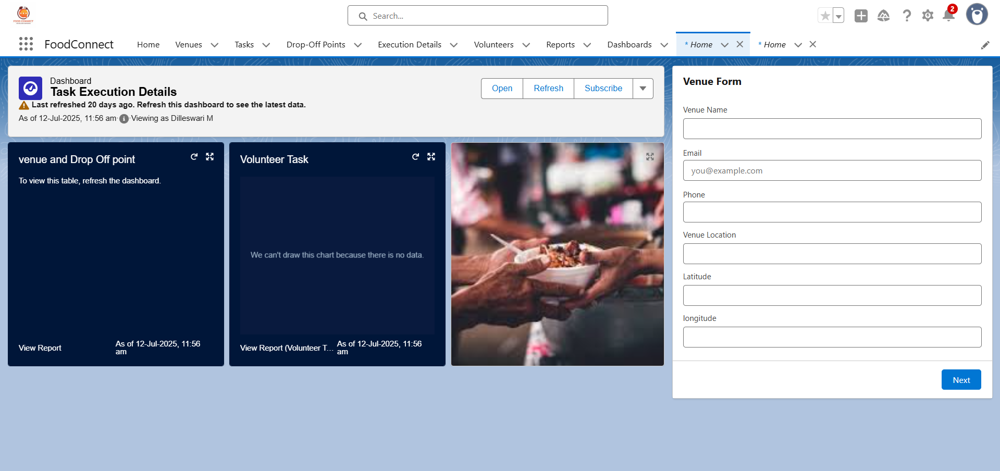 FOOD CONNECT
Search...
2
FoodConnect
Home
Venues
Tasks
Drop-Off Points
Execution Details
Volunteers
Reports
Dashboards
* Home
* Home
Dashboard
Task Execution Details
Last refreshed 20 days ago. Refresh this dashboard to see the latest data.
As of 12-Jul-2025, 11:56 am·Viewing as Dilleswari M
Open
Refresh
Subscribe
venue and Drop Off point
To view this table, refresh the dashboard.
View Report
As of 12-Jul-2025, 11:56
am
Volunteer Task
We can't draw this chart because there is no data.
View Report (Volunteer T...
As of 12-Jul-2025, 11:56
am
Venue Form
Venue Name
Email
you@example.com
Phone
Venue Location
Latitude
longitude
Next